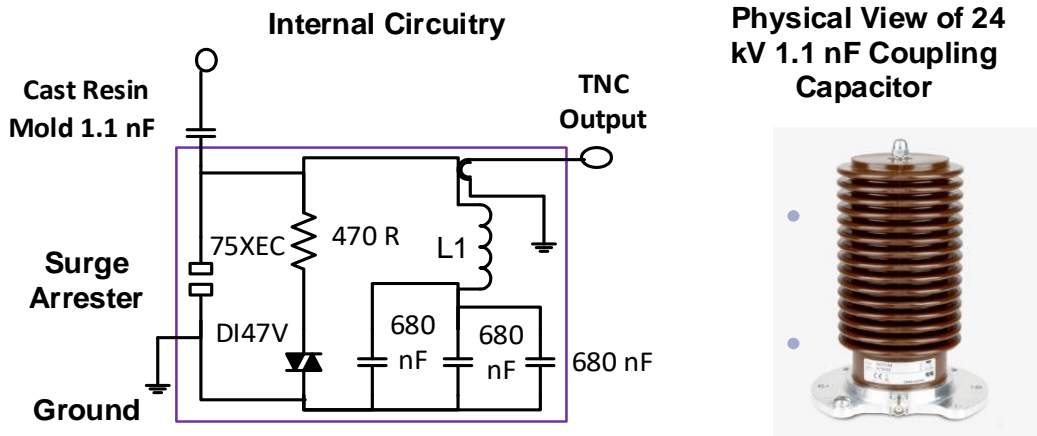 Internal Circuitry
Cast Resin
Mold 1.1 nF
TNC
Output
75XEC
470 R
L1
Surge
Arrester
DI47V
680
nF
680
nF
680 nF
Ground
Physical View of 24
kV 1.1 nF Coupling
Capacitor